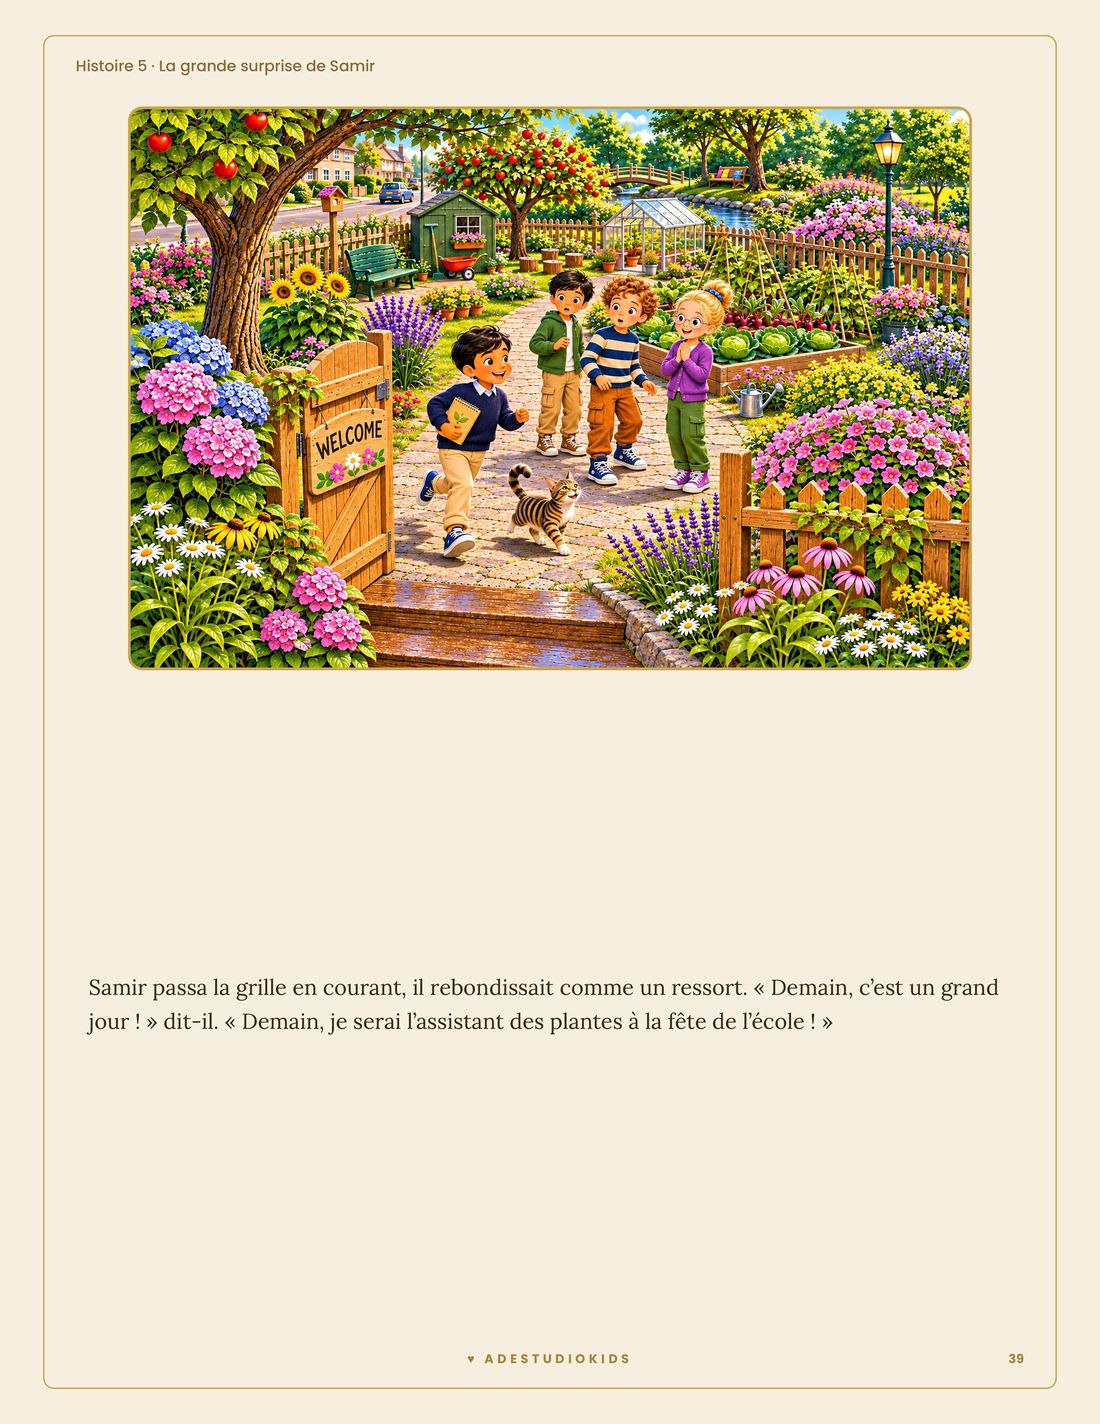 Histoire 5 · La grande surprise de Samir
WELCOME
Samir passa la grille en courant, il rebondissait comme un ressort. « Demain, c’est un grand
jour ! » dit-il. « Demain, je serai l’assistant des plantes à la fête de l’école ! »
♥ ADESTUDIOKIDS
39